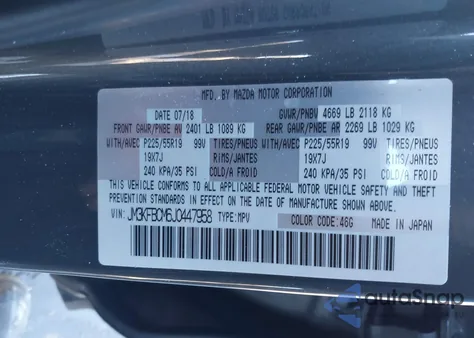 MFD. BY MAZDA MOTOR CORPORATION
DATE 07/18 GVWR/PNBV 4669 LB 2118 KG
FRONT GAWR/PNBE AV 2401 LB 1089 KG REAR GAWR/PNBE AR 2269 LB 1029 KG
WITH/AVEC P225/55R19 99V TIRES/PNEUS WITH/AVEC P225/55R19 99V TIRES/PNEUS
19X7J RIMS/JANTES 19X7J RIMS/JANTES
240 KPA/35 PSI COLD/A FROID 240 KPA/35 PSI COLD/A FROID
THIS VEHICLE CONFORMS TO ALL APPLICABLE FEDERAL MOTOR VEHICLE SAFETY AND THEFT
PREVENTION STANDARDS IN EFFECT ON THE DATE OF MANUFACTURE SHOWN ABOVE.
VIN: JM3KFBCM6J0447958 TYPE: MPV COLOR CODE: 46G MADE IN JAPAN
autoSnap